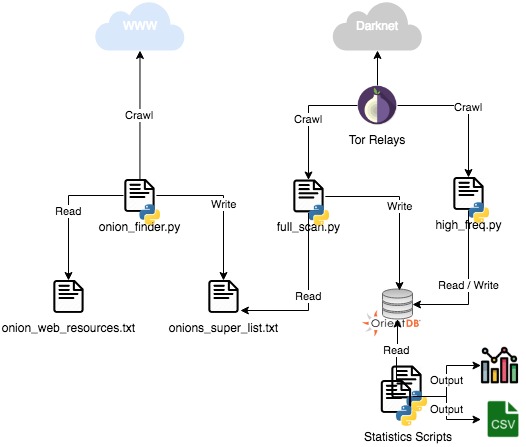 WWW
Darknet
Crawl
Crawl
Crawl
Tor Relays
Read
Write
Write
onion_finder.py
full_scan.py
high_freq.py
Read
Read / Write
onion_web_resources.txt
onions_super_list.txt
OrientDB
Read
Output
Output
CSV
Statistics Scripts